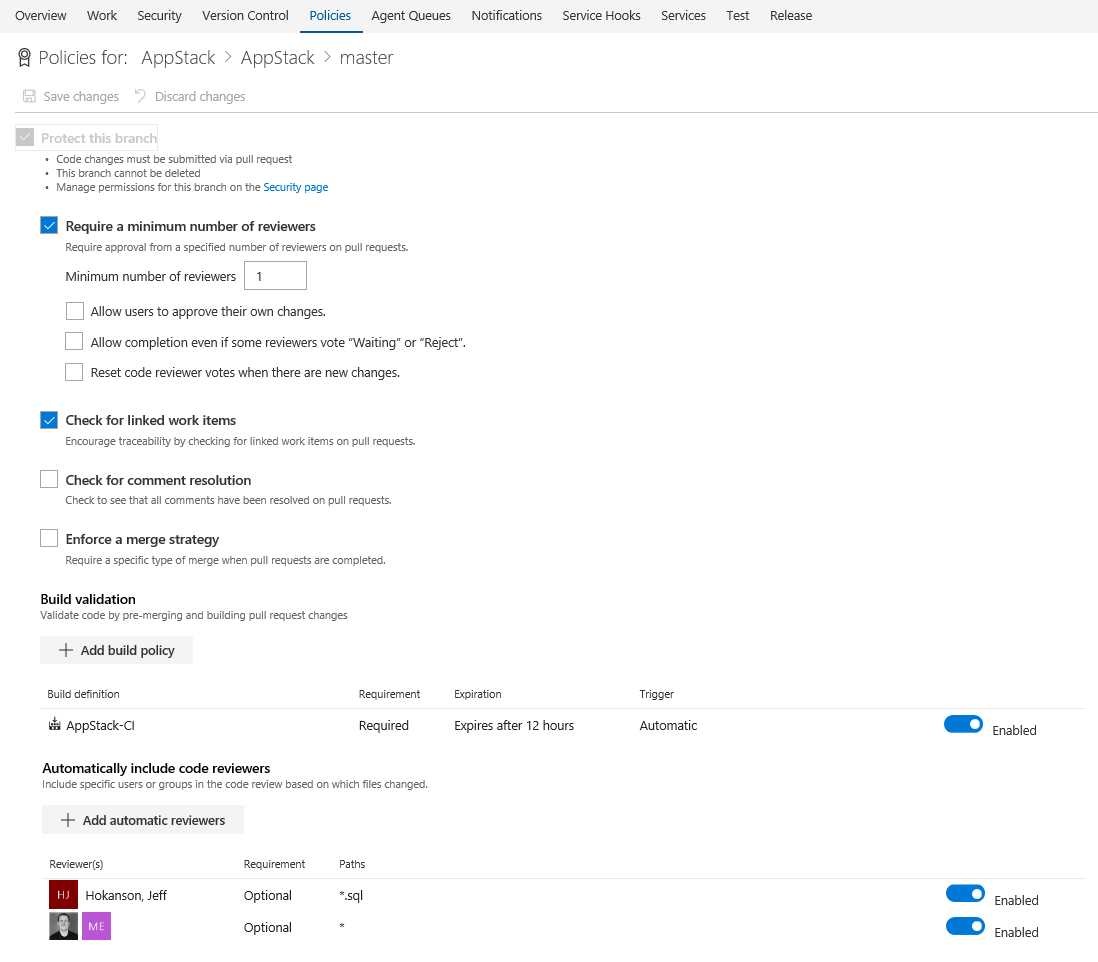 Overview Work Security Version Control Policies Agent Queues Notifications Service Hooks Services Test Release
Policies for: AppStack > AppStack > master
Save changes Discard changes
Protect this branch
• Code changes must be submitted via pull request
• This branch cannot be deleted
• Manage permissions for this branch on the Security page
Require a minimum number of reviewers
Require approval from a specified number of reviewers on pull requests.
Minimum number of reviewers 1
Allow users to approve their own changes.
Allow completion even if some reviewers vote “Waiting” or “Reject”.
Reset code reviewer votes when there are new changes.
Check for linked work items
Encourage traceability by checking for linked work items on pull requests.
Check for comment resolution
Check to see that all comments have been resolved on pull requests.
Enforce a merge strategy
Require a specific type of merge when pull requests are completed.
Build validation
Validate code by pre-merging and building pull request changes
+ Add build policy
Build definition Requirement Expiration Trigger
AppStack-CI Required Expires after 12 hours Automatic Enabled
Automatically include code reviewers
Include specific users or groups in the code review based on which files changed.
+ Add automatic reviewers
Reviewer(s) Requirement Paths
HJ Hokanson, Jeff Optional *.sql Enabled
ME Optional * Enabled